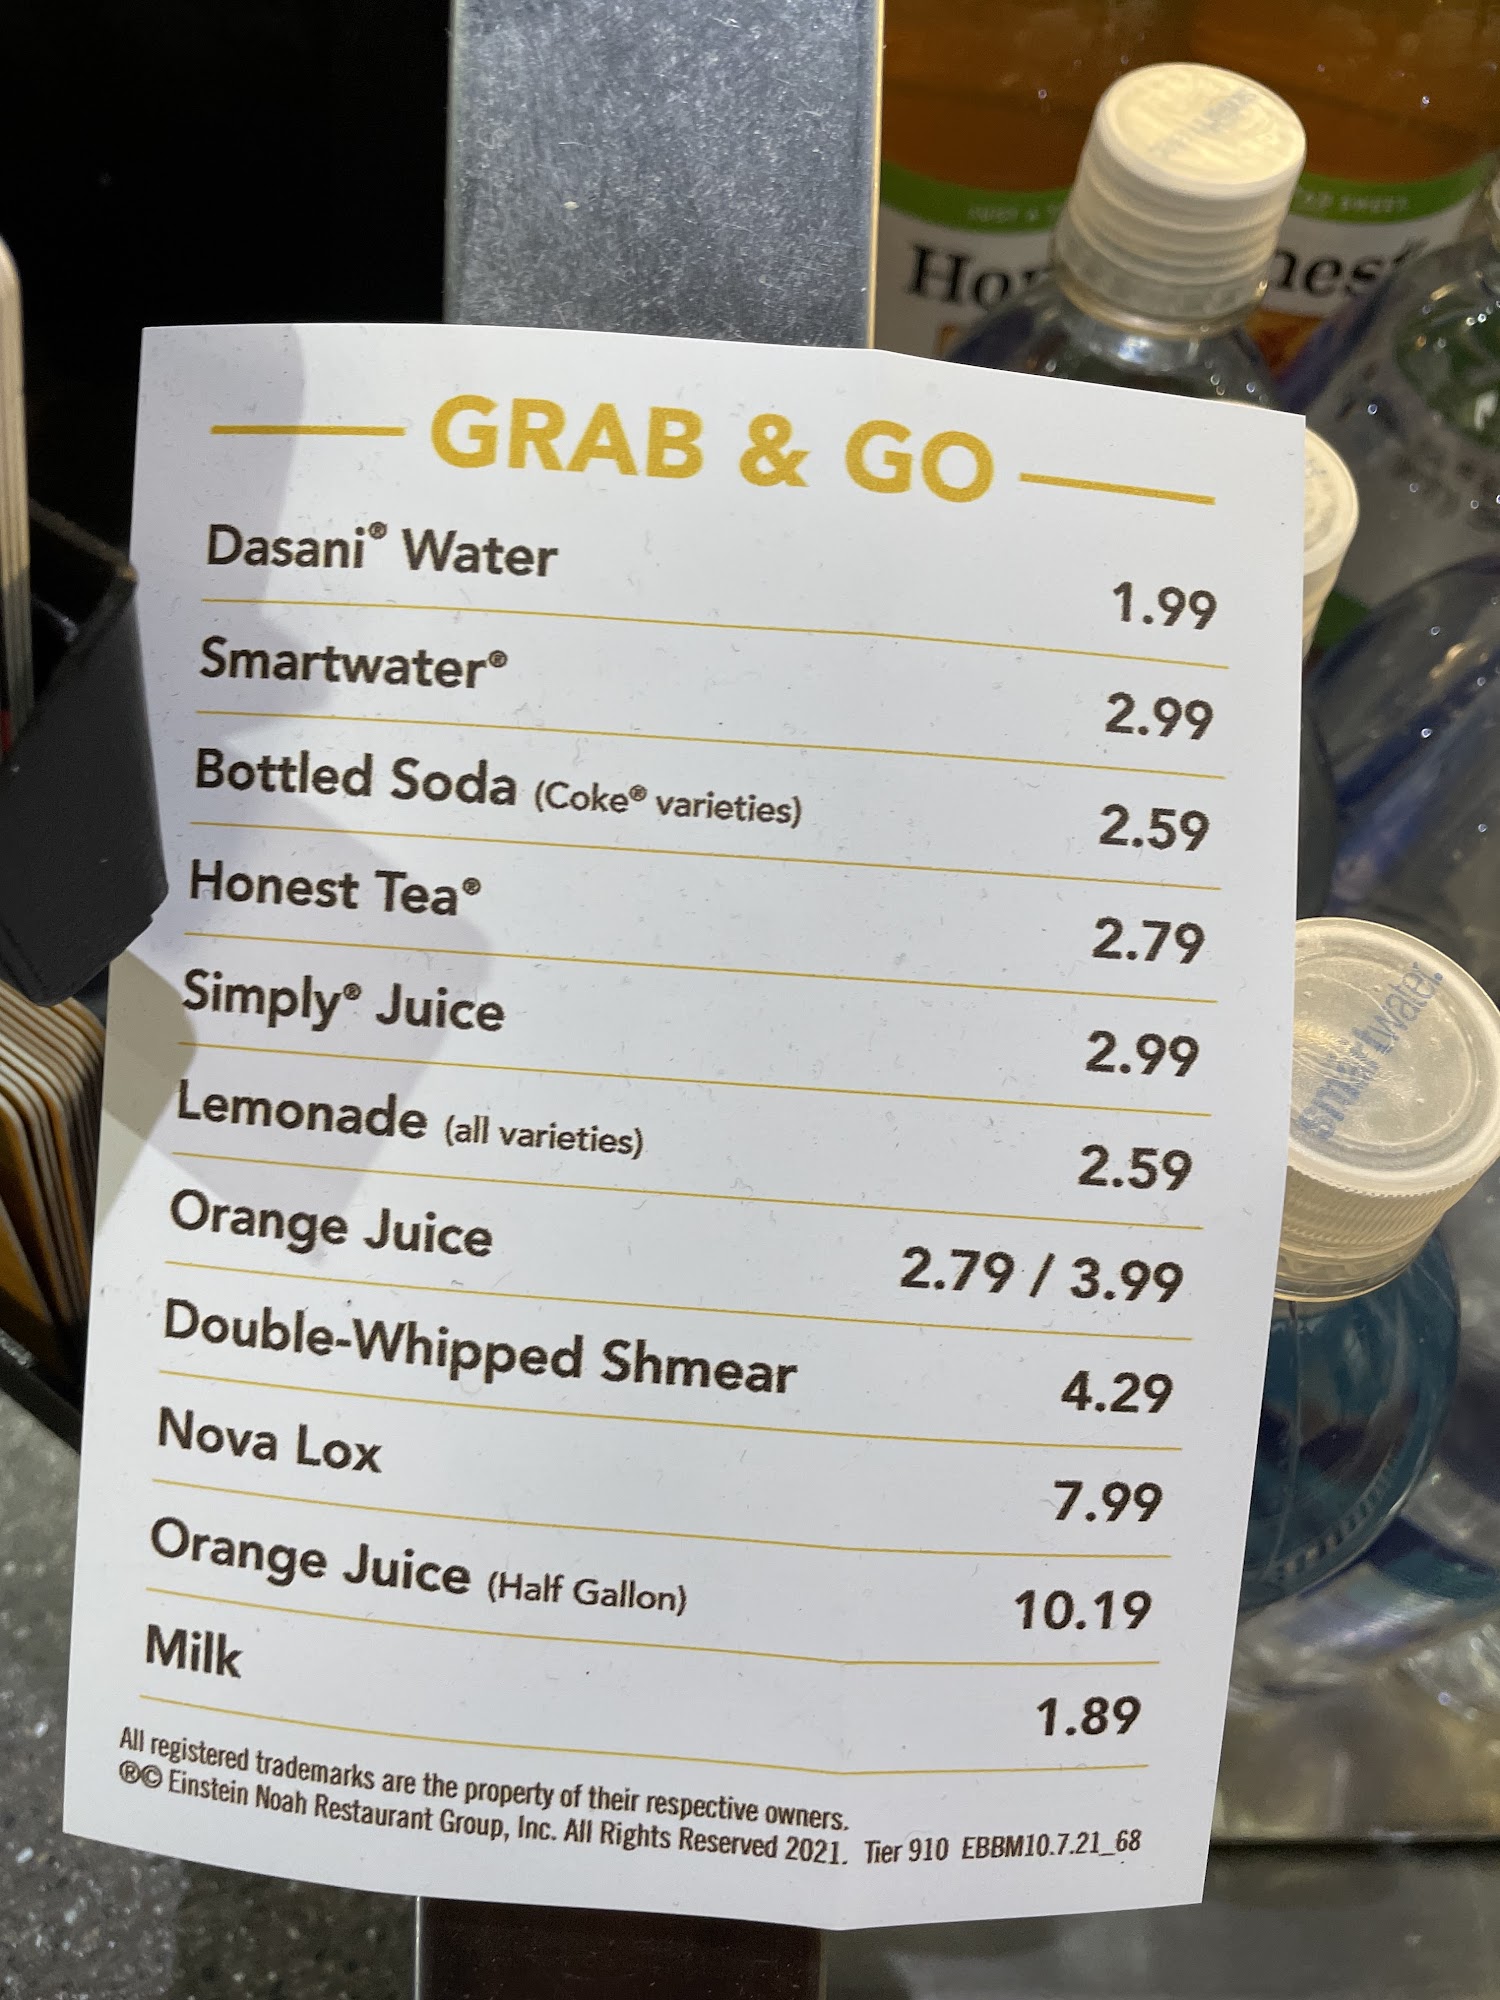 GRAB & GO
Dasani® Water 1.99
Smartwater® 2.99
Bottled Soda (Coke® varieties) 2.59
Honest Tea® 2.79
Simply® Juice 2.99
Lemonade (all varieties) 2.59
Orange Juice 2.79 / 3.99
Double-Whipped Shmear 4.29
Nova Lox 7.99
Orange Juice (Half Gallon) 10.19
Milk 1.89
All registered trademarks are the property of their respective owners.
®© Einstein Noah Restaurant Group, Inc. All Rights Reserved 2021. Tier 910 EBBM10.7.21_68
smartwater.